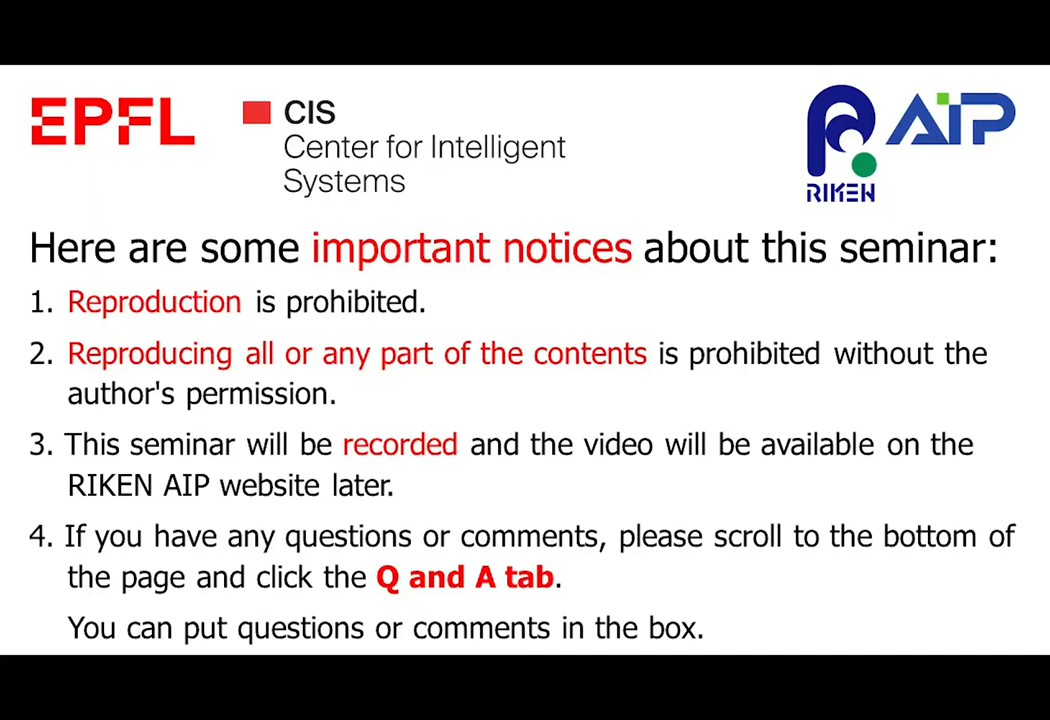 EPFL
CIS
Center for Intelligent
Systems
RIKEN
AIP
Here are some important notices about this seminar:
1. Reproduction is prohibited.
2. Reproducing all or any part of the contents is prohibited without the
author's permission.
3. This seminar will be recorded and the video will be available on the
RIKEN AIP website later.
4. If you have any questions or comments, please scroll to the bottom of
the page and click the Q and A tab.
You can put questions or comments in the box.